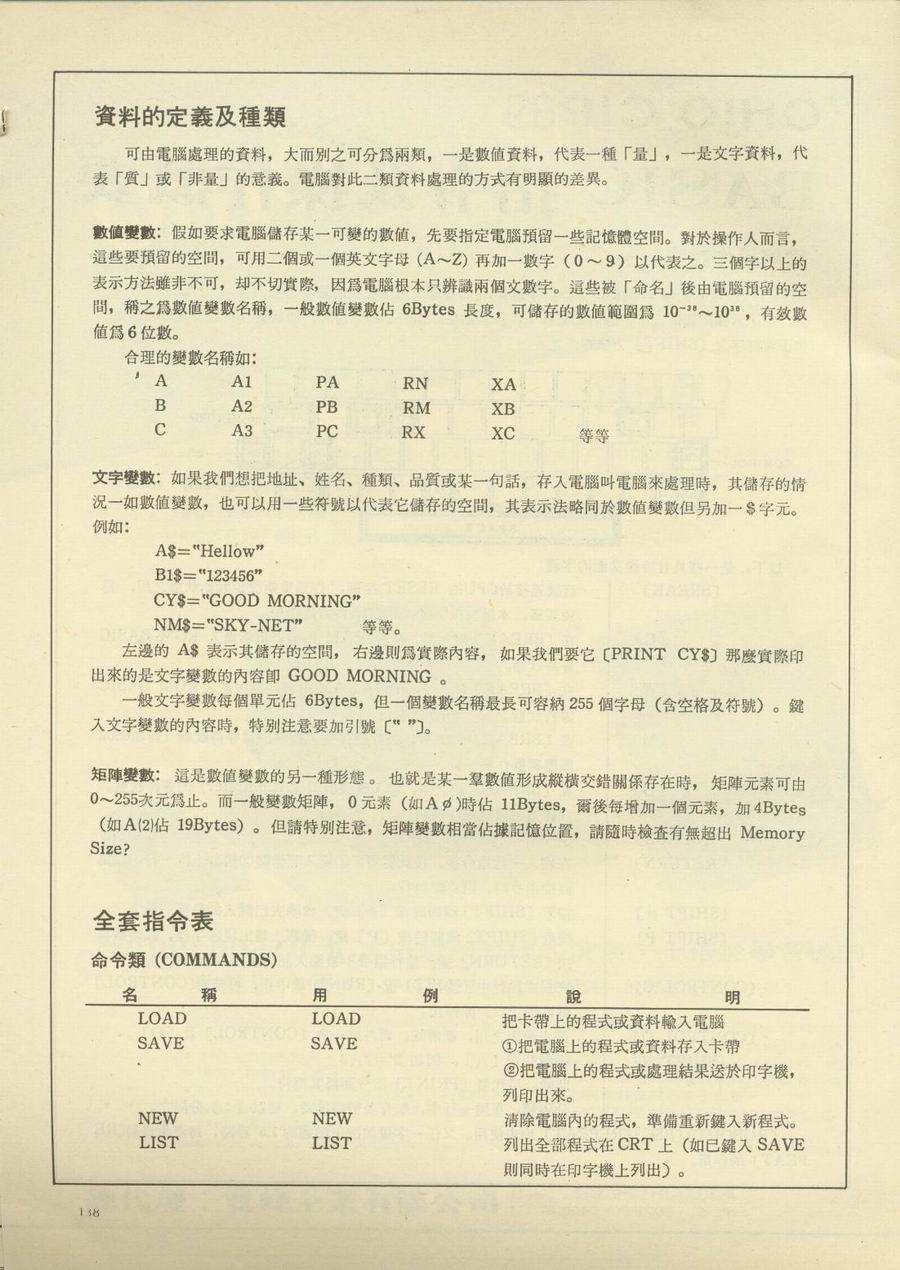 資料的定義及種類
可由電腦處理的資料，大而別之可分爲兩類，一是數値資料，代表一種「量」，一是文字資料，代
表「質」或「非量」的意義。電腦對此二類資料處理的方式有明顯的差異。
數値變數：假如要求電腦儲存某一可變的數値，先要指定電腦預留一些記憶體空間。對於操作人而言，
這些要預留的空間，可用二個或一個英文字母（A～Z）再加一數字（0～9）以代表之。三個字以上的
表示方法雖非不可，却不切實際，因爲電腦根本只辨識兩個文數字。這些被「命名」後由電腦預留的空
間，稱之爲數値變數名稱，一般數値變數佔 6Bytes 長度，可儲存的數値範圍爲 10⁻³⁸～10³⁸，有效數
値爲6位數。
合理的變數名稱如：
A A1 PA RN XA
B A2 PB RM XB
C A3 PC RX XC 等等
文字變數：如果我們想把地址、姓名、種類、品質或某一句話，存入電腦叫電腦來處理時，其儲存的情
況一如數値變數，也可以用一些符號以代表它儲存的空間，其表示法略同於數値變數但另加一＄字元。
例如：
A$=“Hellow”
B1$=“123456”
CY$=“GOOD MORNING”
NM$=“SKY-NET” 等等。
左邊的 A$ 表示其儲存的空間，右邊則爲實際內容，如果我們要它〔PRINT CY$〕那麼實際印
出來的是文字變數的內容卽 GOOD MORNING 。
一般文字變數每個單元佔 6Bytes，但一個變數名稱最長可容納 255 個字母（含空格及符號）。鍵
入文字變數的內容時，特別注意要加引號〔“ ”〕。
矩陣變數：這是數値變數的另一種形態。也就是某一羣數値形成縱橫交錯關係存在時，矩陣元素可由
0～255次元爲止。而一般變數矩陣，0元素（如Aø)時佔 11Bytes，爾後每增加一個元素，加4Bytes
（如A(2)佔 19Bytes）。但請特別注意，矩陣變數相當佔據記憶位置，請隨時檢查有無超出 Memory
Size?
全套指令表
命令類 (COMMANDS)
名 稱 用 例 說 明
LOAD LOAD 把卡帶上的程式或資料輸入電腦
SAVE SAVE ①把電腦上的程式或資料存入卡帶
②把電腦上的程式或處理結果送於印字機，
列印出來。
NEW NEW 淸除電腦內的程式，準備重新鍵入新程式。
LIST LIST 列出全部程式在 CRT 上（如已鍵入 SAVE
則同時在印字機上列出）。
138